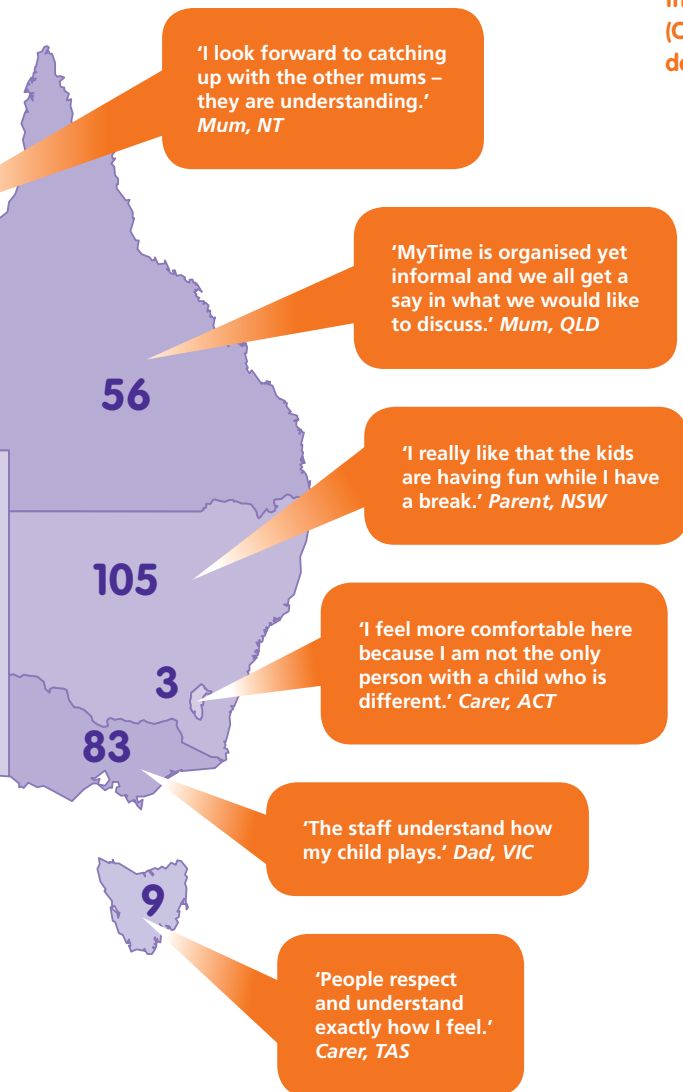 ‘I look forward to catching
up with the other mums –
they are understanding.’
Mum, NT
‘MyTime is organised yet
informal and we all get a
say in what we would like
to discuss.’ Mum, QLD
56
‘I really like that the kids
are having fun while I have
a break.’ Parent, NSW
105
‘I feel more comfortable here
because I am not the only
person with a child who is
different.’ Carer, ACT
3
83
‘The staff understand how
my child plays.’ Dad, VIC
9
‘People respect
and understand
exactly how I feel.’
Carer, TAS